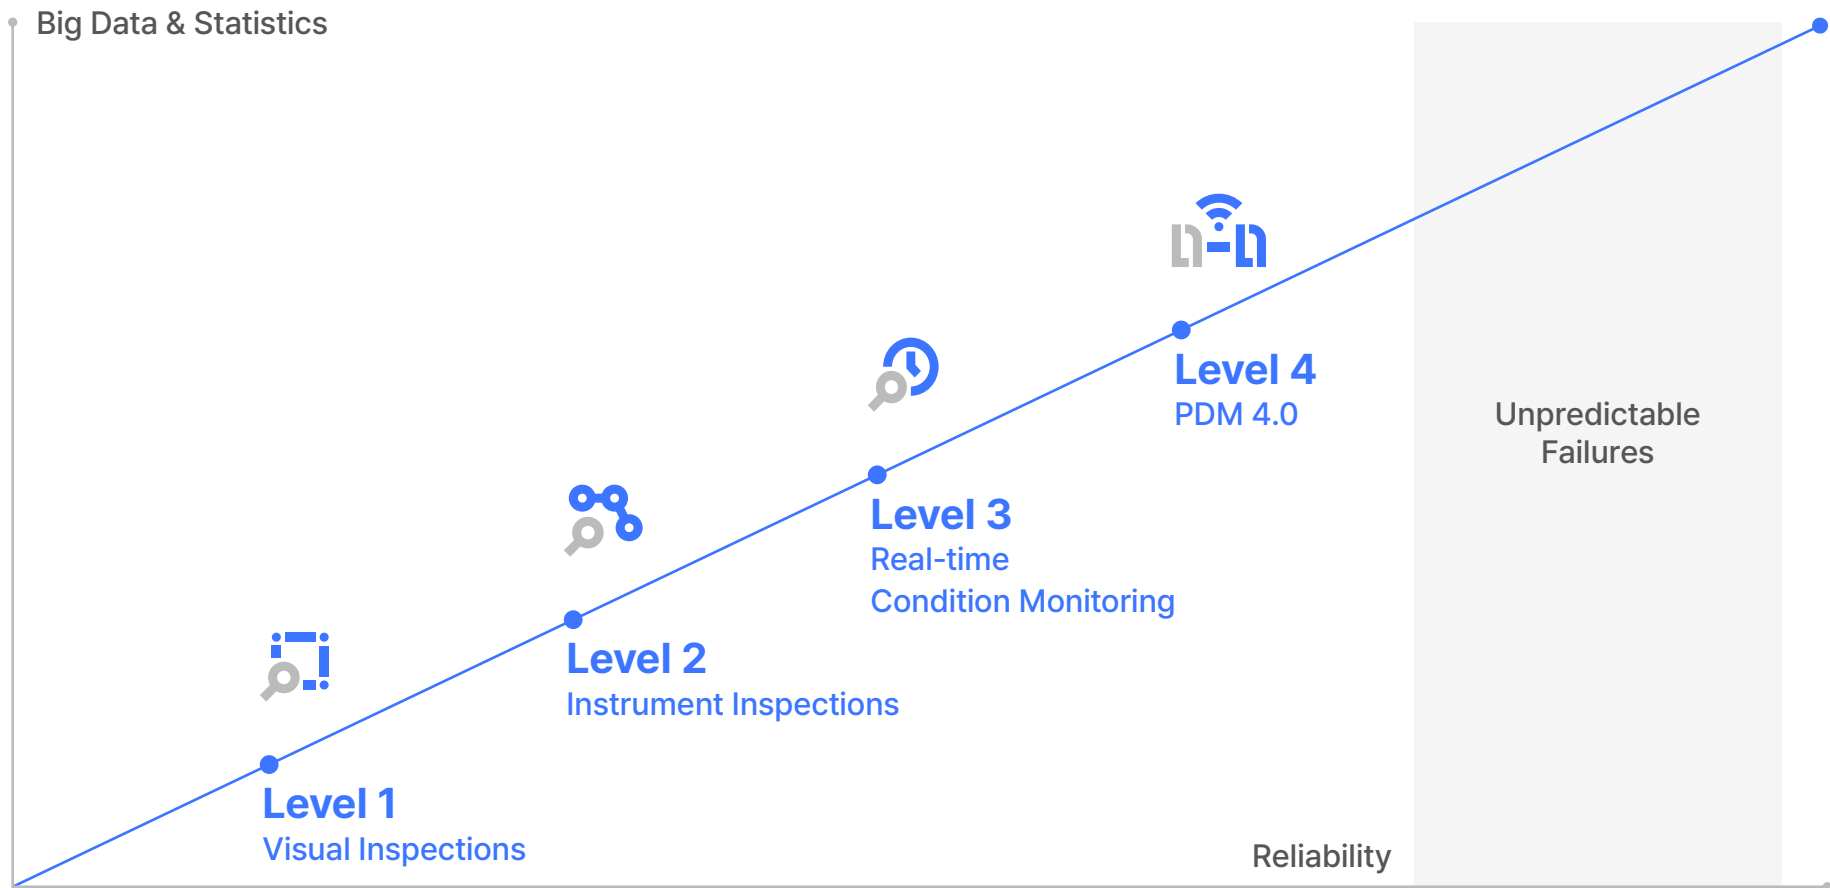 Big Data & Statistics
Level 4
PDM 4.0
Unpredictable
Failures
Level 3
Real-time
Condition Monitoring
Level 2
Instrument Inspections
Level 1
Visual Inspections
Reliability